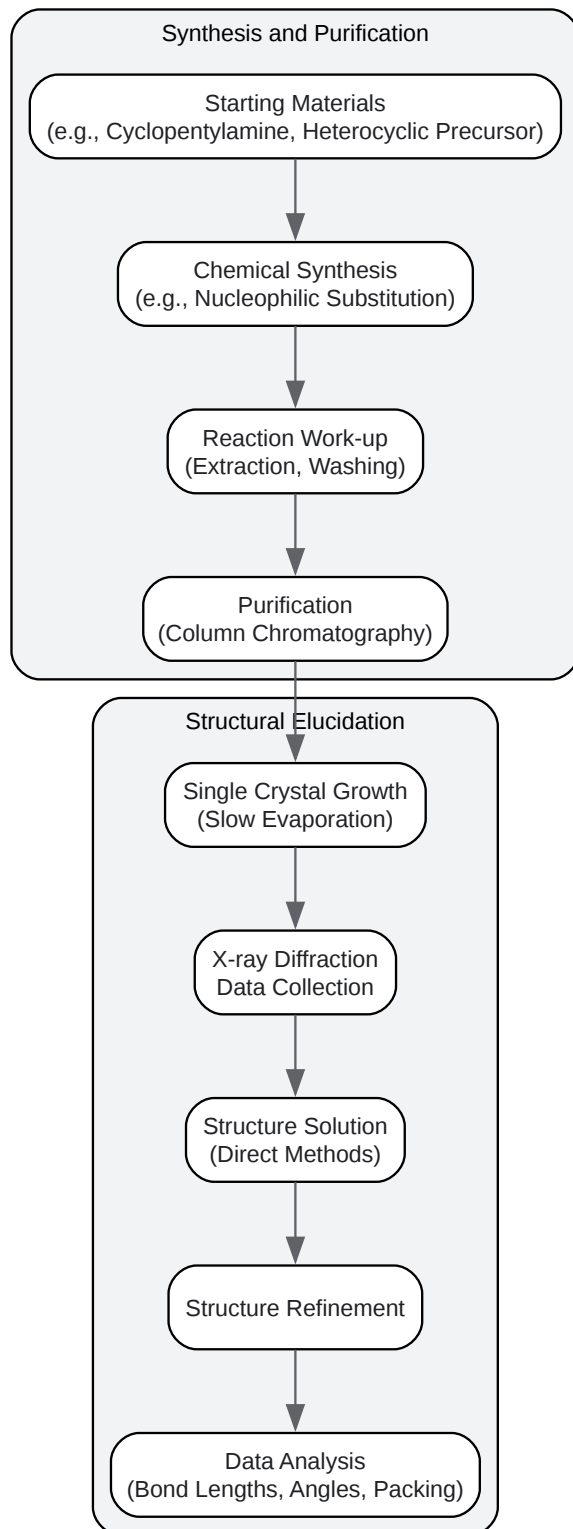 Synthesis and Purification
Starting Materials
(e.g., Cyclopentylamine, Heterocyclic Precursor)
Chemical Synthesis
(e.g., Nucleophilic Substitution)
Reaction Work-up
(Extraction, Washing)
Purification
(Column Chromatography)
Structural Elucidation
Single Crystal Growth
(Slow Evaporation)
X-ray Diffraction
Data Collection
Structure Solution
(Direct Methods)
Structure Refinement
Data Analysis
(Bond Lengths, Angles, Packing)